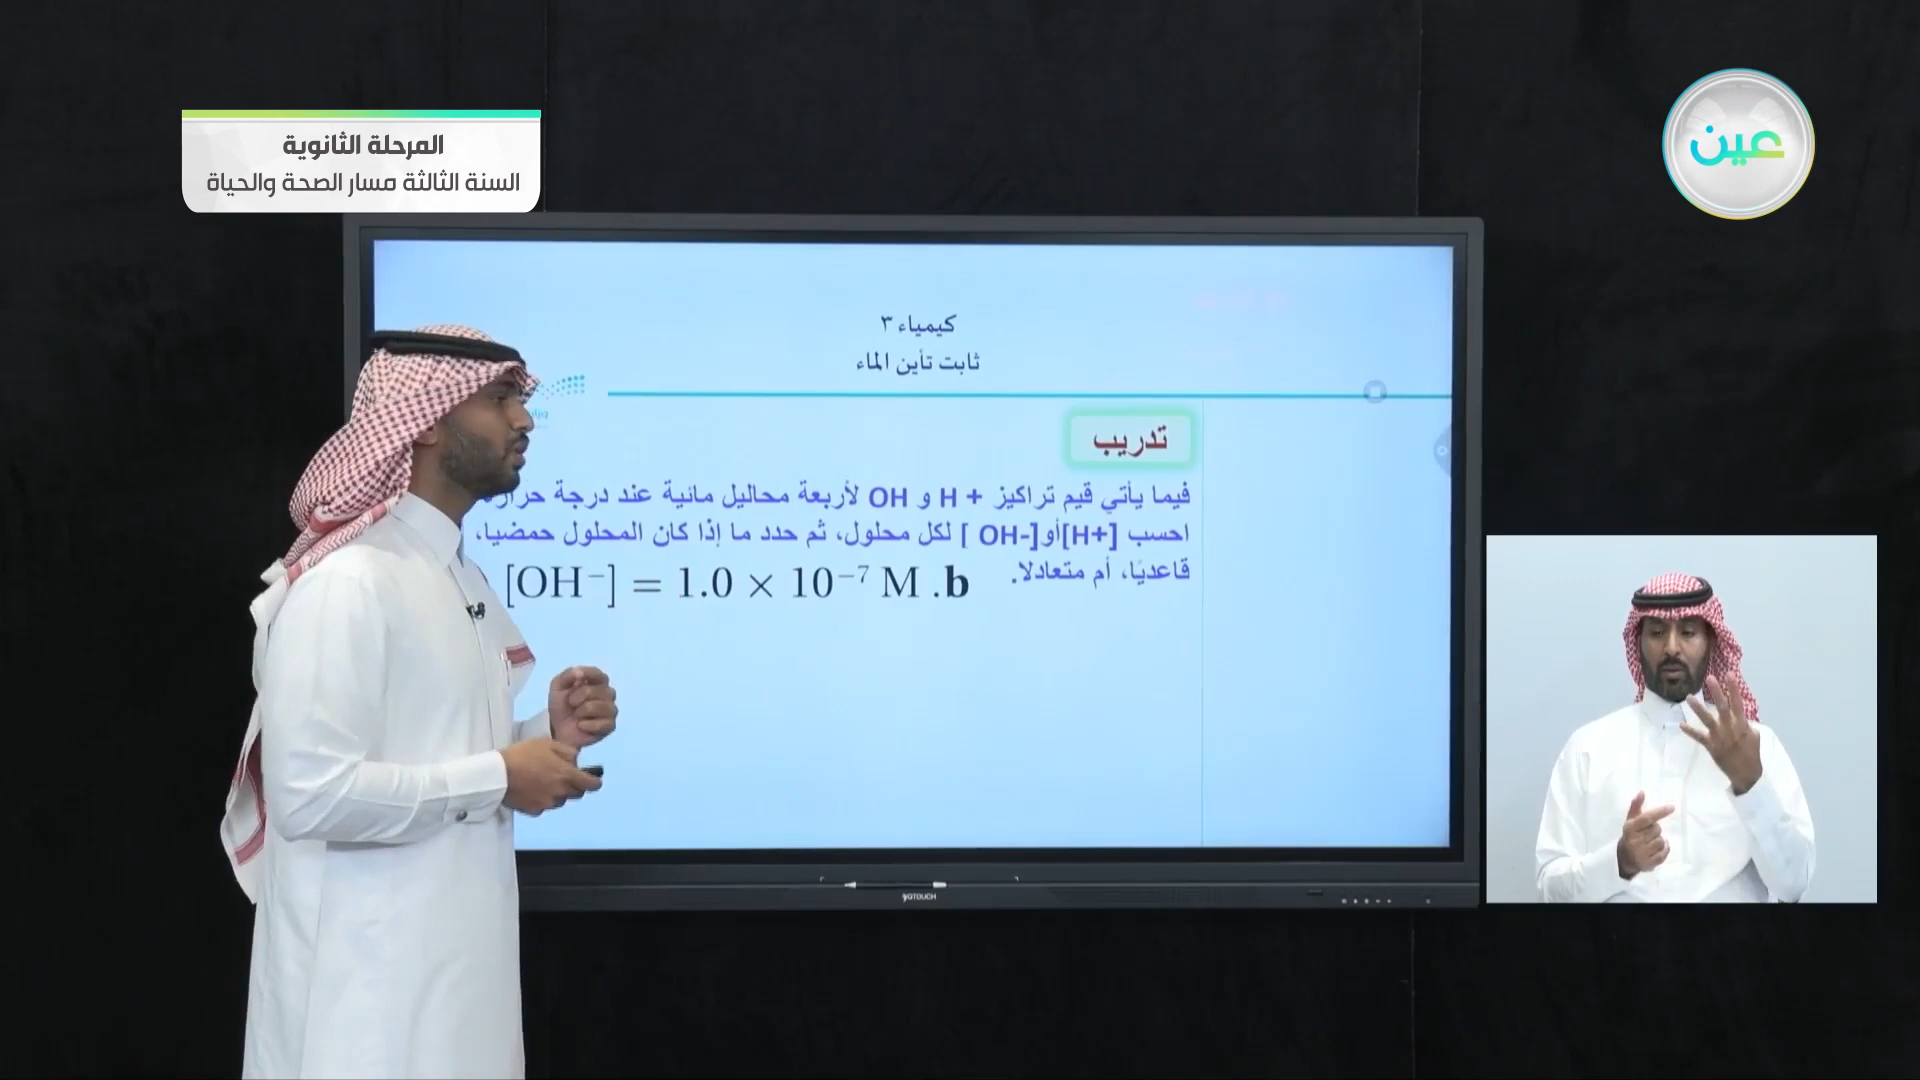 المرحلة الثانوية
السنة الثالثة مسار الصحة والحياة
عين
كيمياء ٣
ثابت تأين الماء
تدريب
فيما يأتي قيم تراكيز + H و OH لأربعة محاليل مائية عند درجة
احسب [H+]أو[OH- ] لكل محلول، ثم حدد ما إذا كان المحلول حمضيا،
قاعديًا، أم متعادلا.
[OH⁻] = 1.0 × 10⁻⁷ M .b